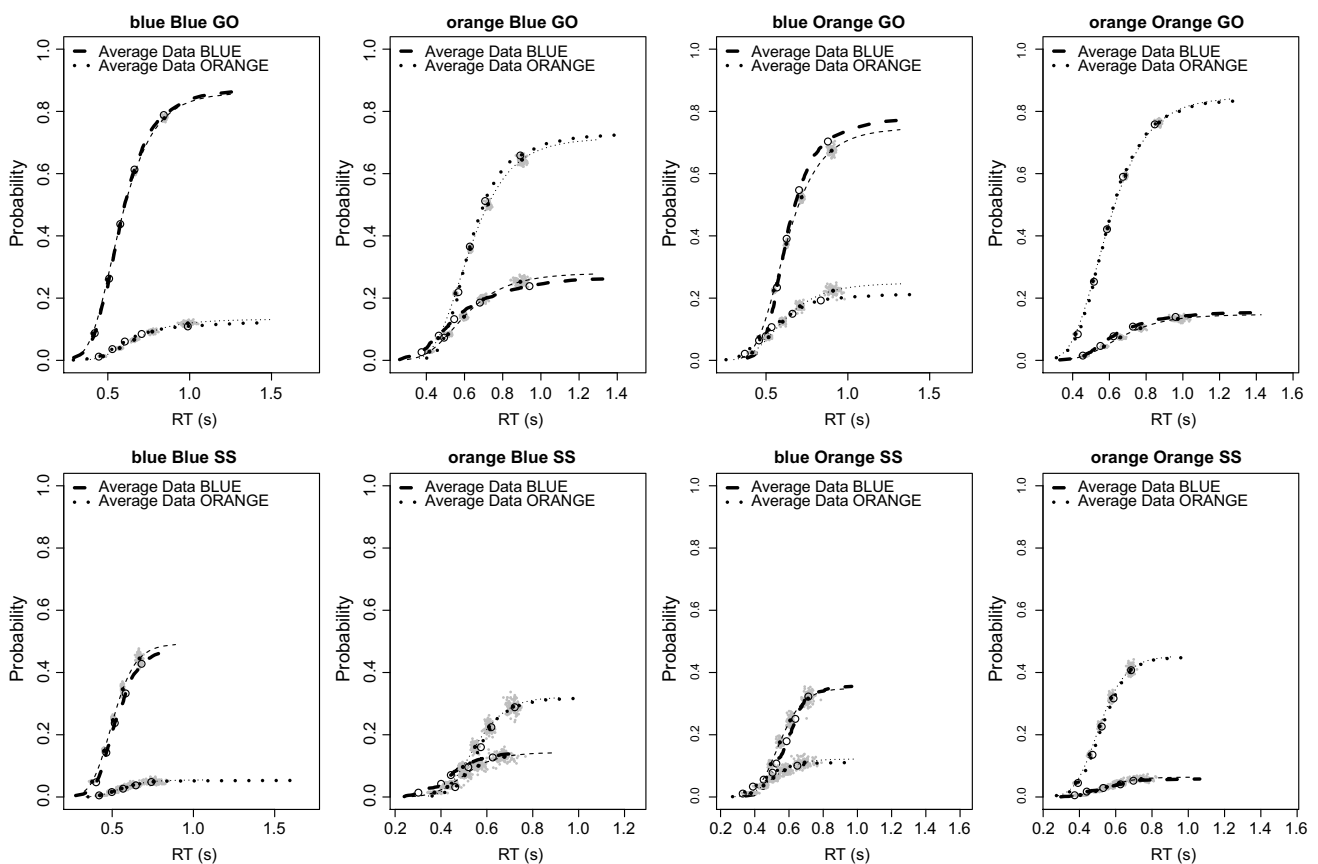 blue Blue GO
orange Blue GO
blue Orange GO
orange Orange GO
Average Data BLUE
Average Data ORANGE
Average Data BLUE
Average Data ORANGE
Average Data BLUE
Average Data ORANGE
Average Data BLUE
Average Data ORANGE
Probability
0.0 0.2 0.4 0.6 0.8 1.0
Probability
0.0 0.2 0.4 0.6 0.8 1.0
Probability
0.0 0.2 0.4 0.6 0.8 1.0
Probability
0.0 0.2 0.4 0.6 0.8 1.0
0.5 1.0 1.5
0.4 0.6 0.8 1.0 1.2 1.4
0.5 1.0 1.5
0.4 0.6 0.8 1.0 1.2 1.4 1.6
RT (s)
RT (s)
RT (s)
RT (s)
blue Blue SS
orange Blue SS
blue Orange SS
orange Orange SS
Average Data BLUE
Average Data ORANGE
Average Data BLUE
Average Data ORANGE
Average Data BLUE
Average Data ORANGE
Average Data BLUE
Average Data ORANGE
Probability
0.0 0.2 0.4 0.6 0.8 1.0
Probability
0.0 0.2 0.4 0.6 0.8 1.0
Probability
0.0 0.2 0.4 0.6 0.8 1.0
Probability
0.0 0.2 0.4 0.6 0.8 1.0
0.5 1.0 1.5
0.2 0.4 0.6 0.8 1.0 1.2
0.2 0.4 0.6 0.8 1.0 1.2 1.4 1.6
0.2 0.4 0.6 0.8 1.0 1.2 1.4 1.6
RT (s)
RT (s)
RT (s)
RT (s)